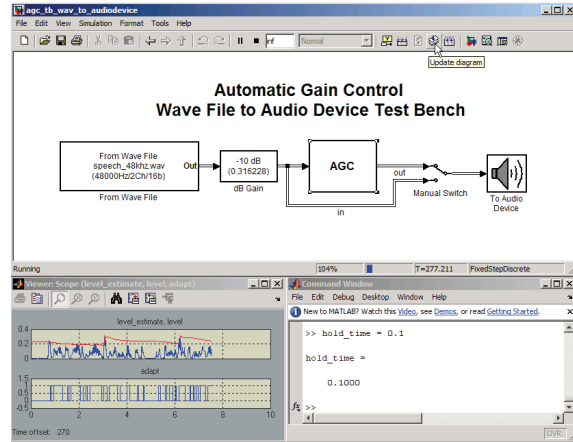 agc_tb_wav_to_audiodevice
File Edit View Simulation Format Tools Help
inf Normal
Update diagram
Automatic Gain Control
Wave File to Audio Device Test Bench
From Wave File
speech_48khz.wav
(48000Hz/2Ch/16b)
Out
From Wave File
-10 dB
(0.316228)
dB Gain
AGC
out
in
Manual Switch
To Audio
Device
Running 104% T=277.211 FixedStepDiscrete
Viewer: Scope (level_estimate, level, adapt)
level_estimate, level
0.4
0.2
0
adapt
1.5
1
0.5
0
-0.5
0 2 4 6 8 10
Time offset: 270
Command Window
File Edit Debug Desktop Window Help
New to MATLAB? Watch this Video, see Demos, or read Getting Started.
>> hold_time = 0.1
hold_time =
0.1000
fx >>
OVR